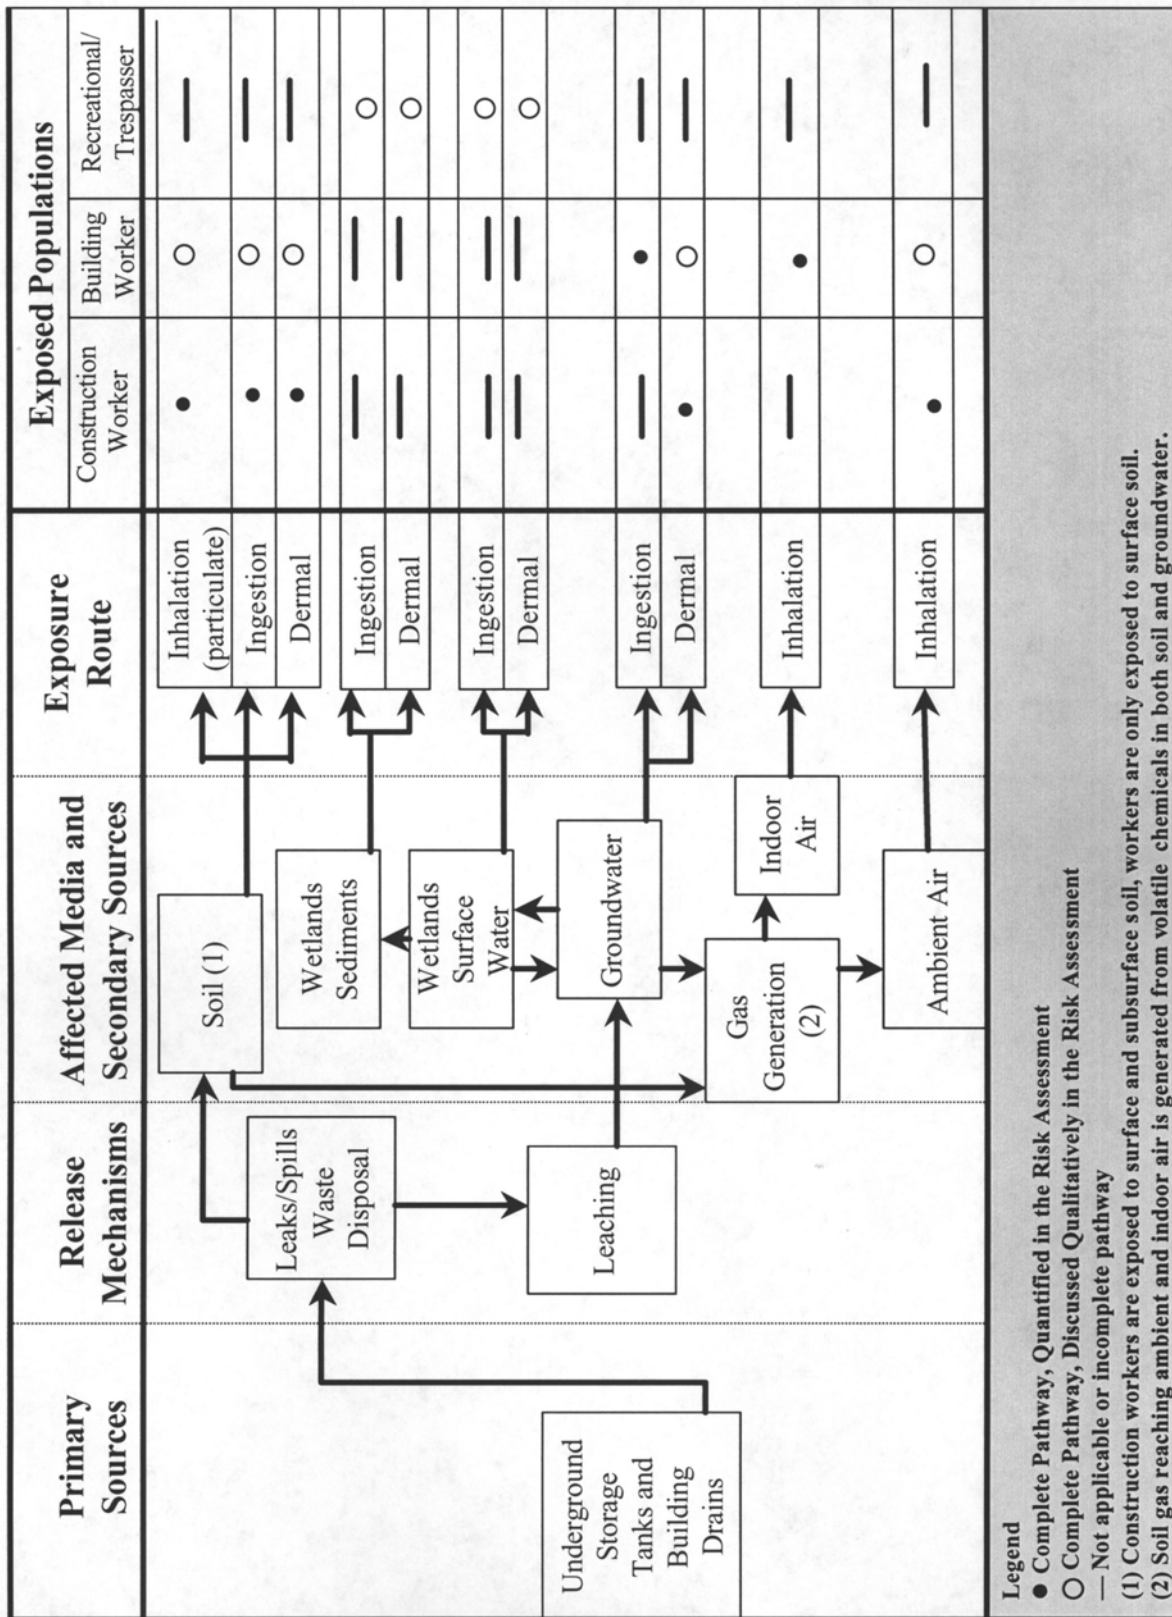 Primary
Sources
Release
Mechanisms
Affected Media and
Secondary Sources
Exposure
Route
Exposed Populations
Construction
Worker
Building
Worker
Recreational/
Trespasser
Underground
Storage
Tanks and
Building
Drains
Leaks/Spills
Waste
Disposal
Leaching
Soil (1)
Wetlands
Sediments
Wetlands
Surface
Water
Groundwater
Gas
Generation
(2)
Indoor
Air
Ambient Air
Inhalation
(particulate)
Ingestion
Dermal
Ingestion
Dermal
Ingestion
Dermal
Ingestion
Dermal
Inhalation
Inhalation
Legend
● Complete Pathway, Quantified in the Risk Assessment
○ Complete Pathway, Discussed Qualitatively in the Risk Assessment
— Not applicable or incomplete pathway
(1) Construction workers are exposed to surface and subsurface soil, workers are only exposed to surface soil.
(2) Soil gas reaching ambient and indoor air is generated from volatile chemicals in both soil and groundwater.